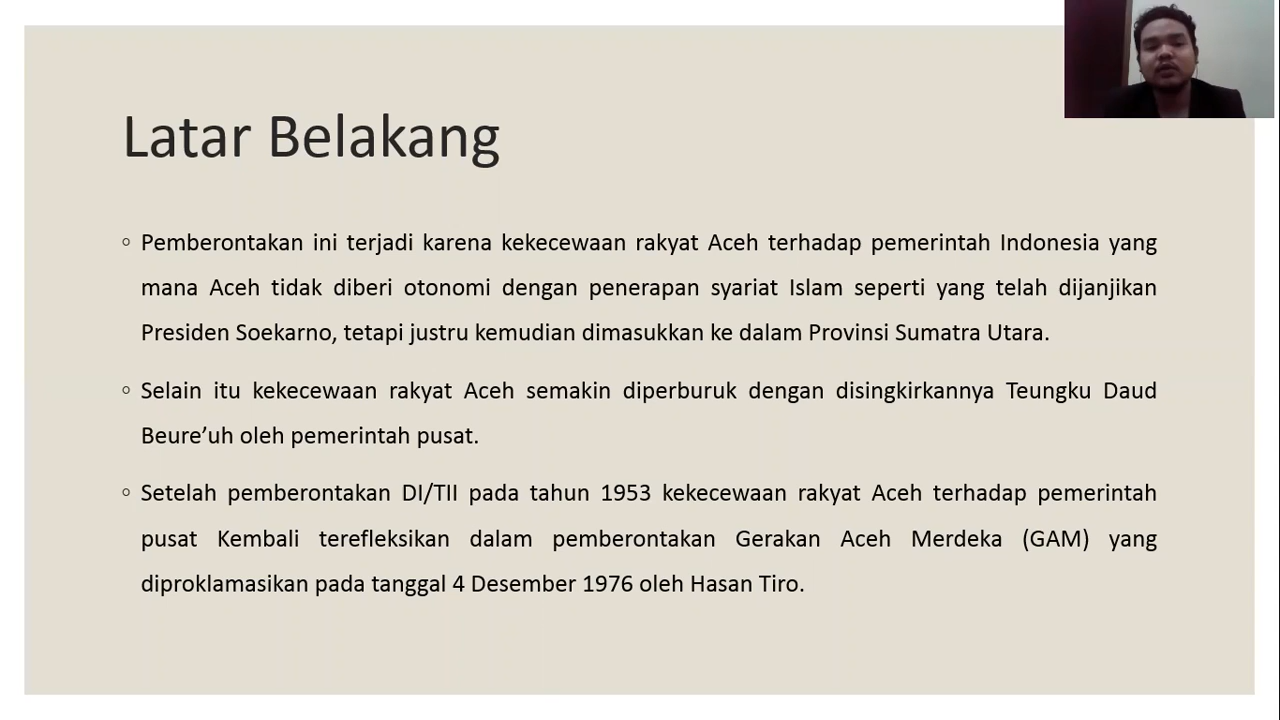 Latar Belakang
◦ Pemberontakan ini terjadi karena kekecewaan rakyat Aceh terhadap pemerintah Indonesia yang
mana Aceh tidak diberi otonomi dengan penerapan syariat Islam seperti yang telah dijanjikan
Presiden Soekarno, tetapi justru kemudian dimasukkan ke dalam Provinsi Sumatra Utara.
◦ Selain itu kekecewaan rakyat Aceh semakin diperburuk dengan disingkirkannya Teungku Daud
Beure’uh oleh pemerintah pusat.
◦ Setelah pemberontakan DI/TII pada tahun 1953 kekecewaan rakyat Aceh terhadap pemerintah
pusat Kembali terefleksikan dalam pemberontakan Gerakan Aceh Merdeka (GAM) yang
diproklamasikan pada tanggal 4 Desember 1976 oleh Hasan Tiro.